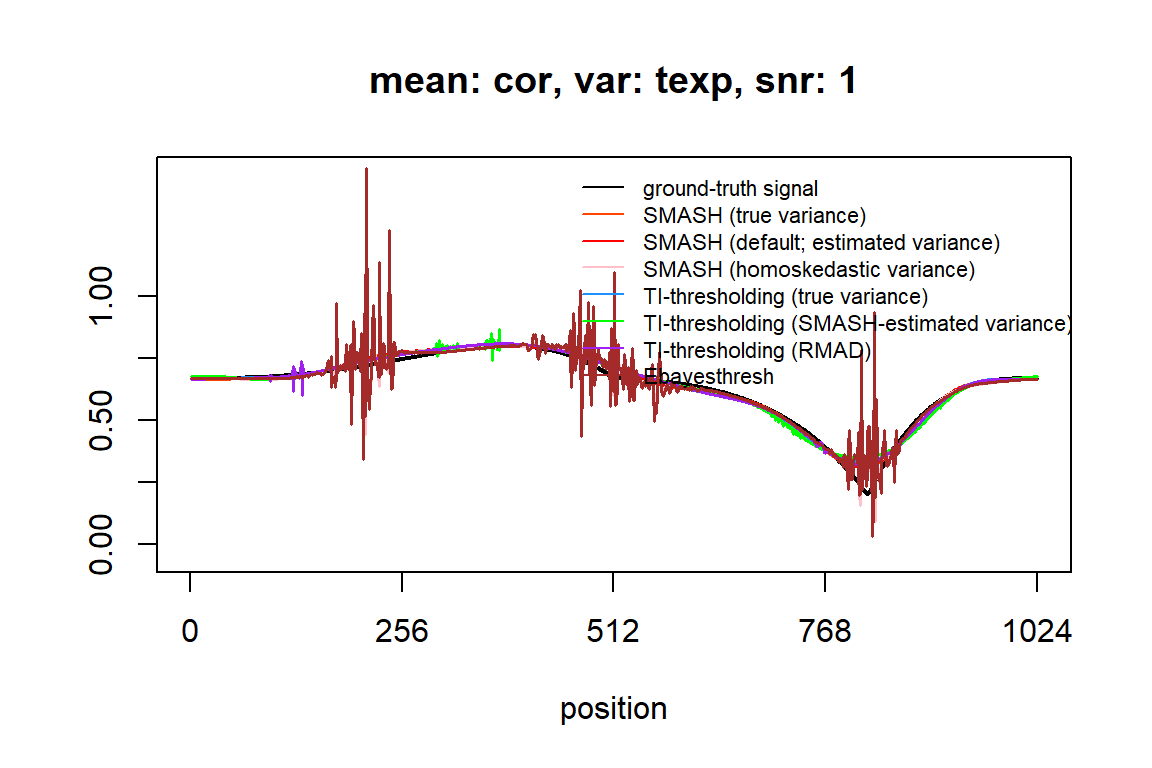 mean: cor, var: texp, snr: 1
ground-truth signal
SMASH (true variance)
SMASH (default; estimated variance)
SMASH (homoskedastic variance)
TI-thresholding (true variance)
TI-thresholding (SMASH-estimated variance)
TI-thresholding (RMAD)
Ebayesthresh
1.00
0.50
0.00
0 256 512 768 1024
position